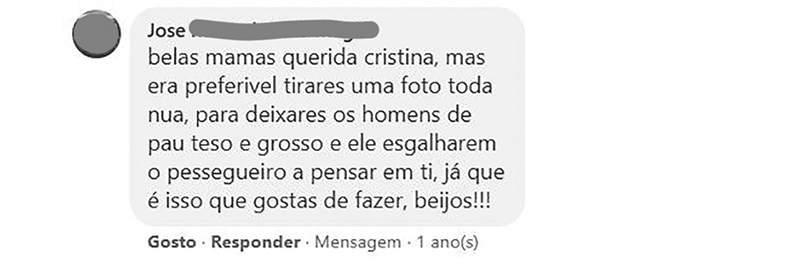 Jose
belas mamas querida cristina, mas
era preferivel tirares uma foto toda
nua, para deixares os homens de
pau teso e grosso e ele esgalharem
o pessegueiro a pensar em ti, já que
é isso que gostas de fazer, beijos!!!
Gosto · Responder · Mensagem · 1 ano(s)